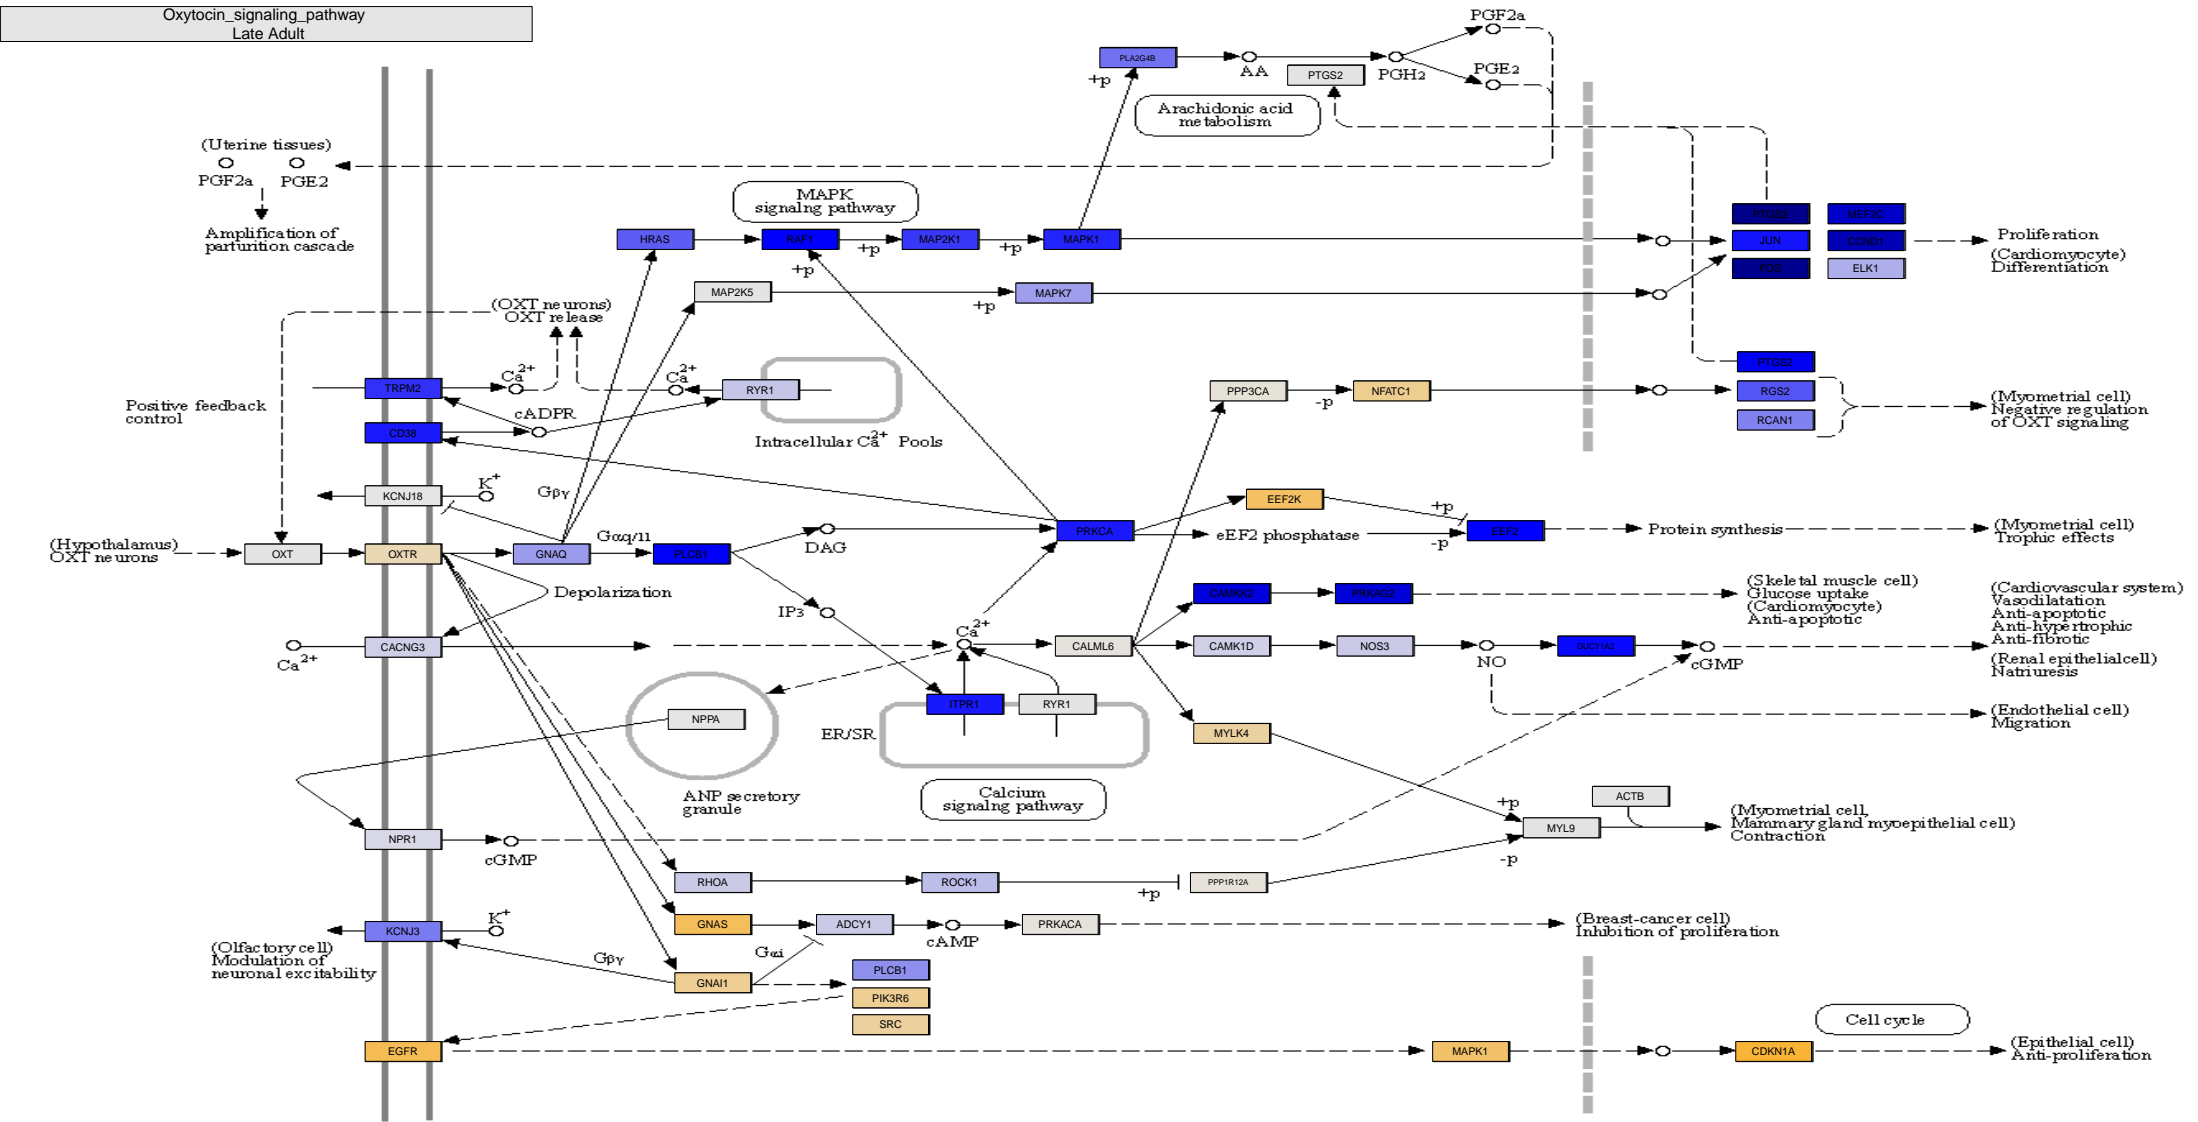 Oxytocin_signaling_pathway
Late Adult
PGF2a
PLA2G4B
+p
AA
PTGS2
PGH2
PGE2
Arachidonic acid
metabolism
(Uterine tissues)
PGF2a
PGE2
Amplification of
parturition cascade
MAPK
signalng pathway
HRAS
RAF1
+p
MAP2K1
+p
MAPK1
+p
PTGS2
MEF2C
JUN
CCND1
FOS
ELK1
Proliferation
(Cardiomyocyte)
Differentiation
MAP2K5
+p
MAPK7
(OXT neurons)
OXT release
TRPM2
Ca2+
Ca2+
RYR1
cADPR
CD38
Intracellular Ca2+ Pools
Positive feedback
control
PPP3CA
-p
NFATC1
PTGS2
RGS2
RCAN1
(Myometrial cell)
Negative regulation
of OXT signaling
KCNJ18
K+
Gβγ
EEF2K
+p
PRKCA
eEF2 phosphatase
-p
EEF2
Protein synthesis
(Myometrial cell)
Trophic effects
(Hypothalamus)
OXT neurons
OXT
OXTR
GNAQ
Gαq/11
PLCB1
DAG
Depolarization
IP3
CAMKK2
PRKAG2
(Skeletal muscle cell)
Glucose uptake
(Cardiomyocyte)
Anti-apoptotic
(Cardiovascular system)
Vasodilatation
Anti-apoptotic
Anti-hypertrophic
Anti-fibrotic
(Renal epithelialcell)
Natriuresis
Ca2+
CACNG3
Ca2+
CALML6
CAMK1D
NOS3
NO
GUCY1A2
cGMP
NPPA
ITPR1
RYR1
ER/SR
MYLK4
(Endothelial cell)
Migration
ANP secretory
granule
Calcium
signalng pathway
NPR1
cGMP
+p
ACTB
MYL9
-p
(Myometrial cell,
Mammary gland myoepithelial cell)
Contraction
RHOA
ROCK1
+p
PPP1R12A
GNAS
ADCY1
cAMP
PRKACA
(Breast-cancer cell)
Inhibition of proliferation
KCNJ3
K+
(Olfactory cell)
Modulation of
neuronal excitability
Gβγ
Gαi
GNAI1
PLCB1
PIK3R6
SRC
EGFR
MAPK1
CDKN1A
Cell cycle
(Epithelial cell)
Anti-proliferation